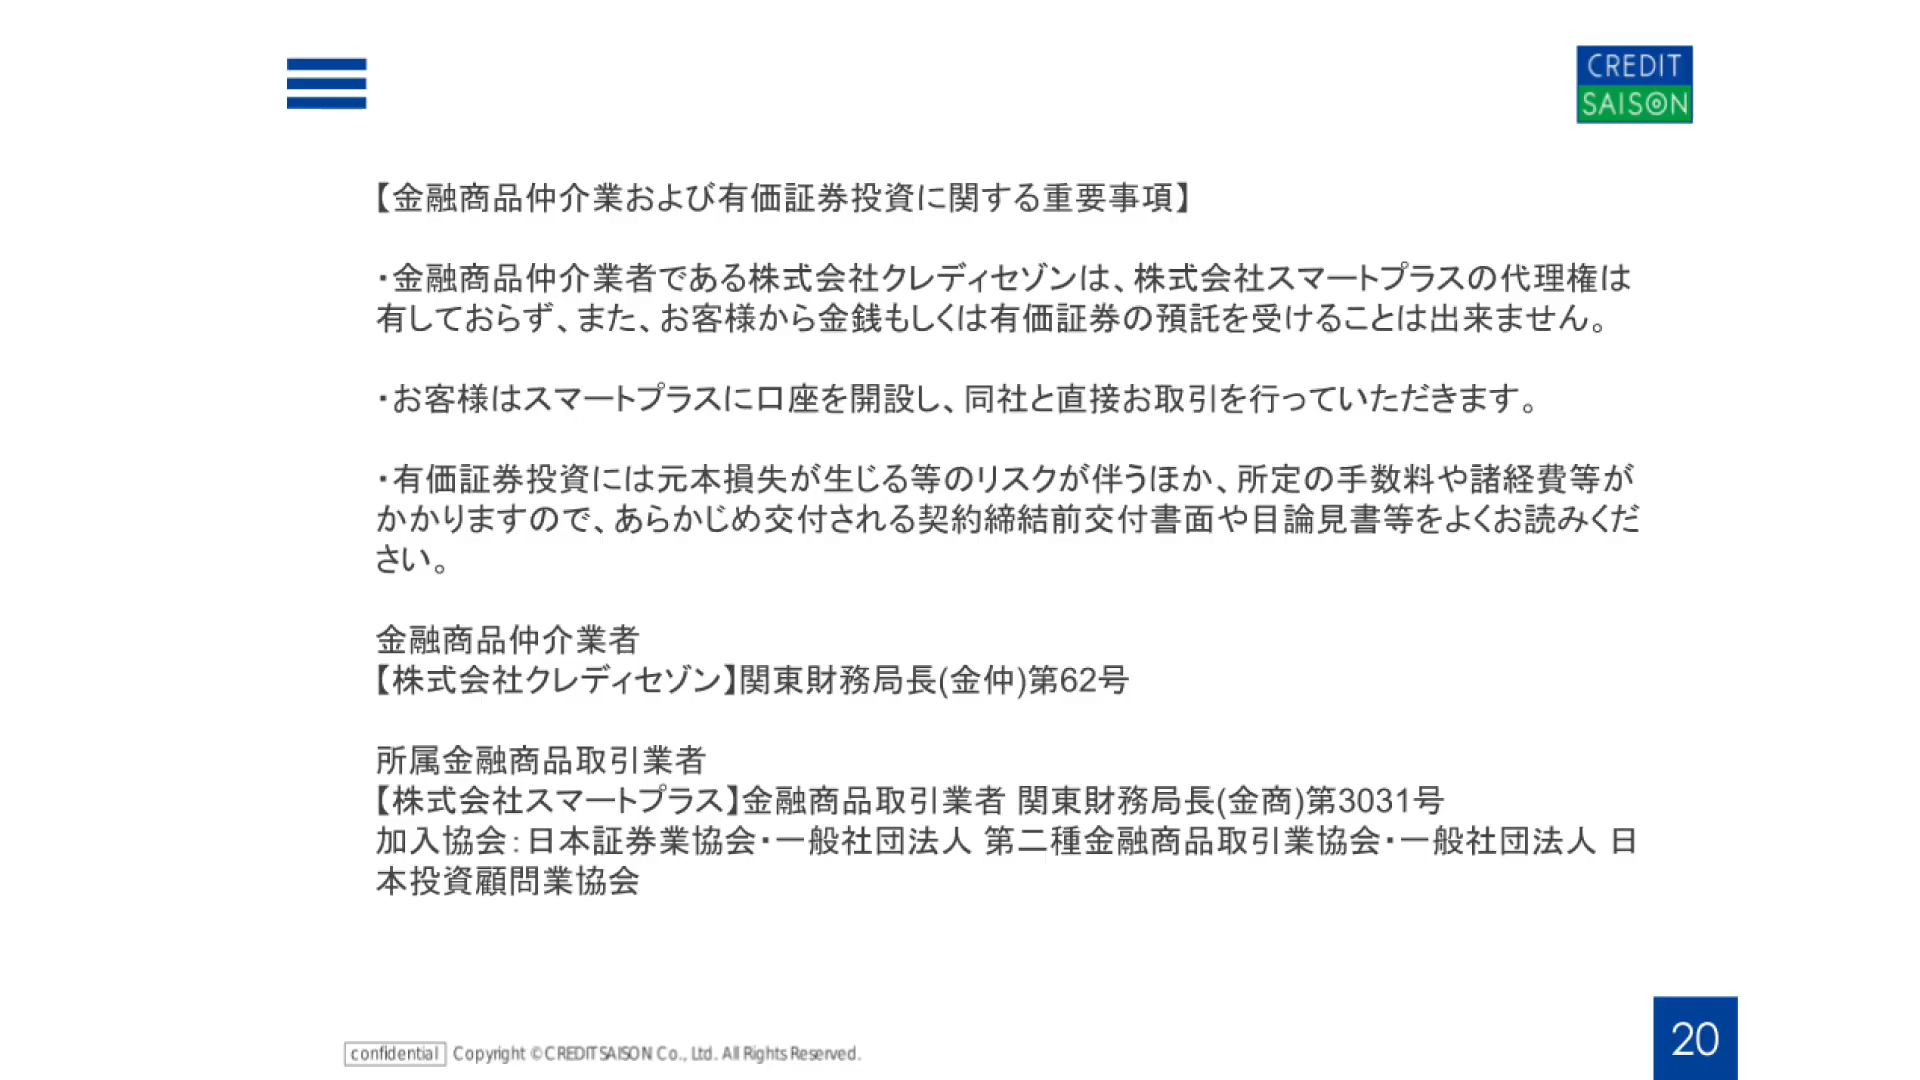 CREDIT
SAISON
【金融商品仲介業および有価証券投資に関する重要事項】
・金融商品仲介業者である株式会社クレディセゾンは、株式会社スマートプラスの代理権は
有しておらず、また、お客様から金銭もしくは有価証券の預託を受けることは出来ません。
・お客様はスマートプラスに口座を開設し、同社と直接お取引を行っていただきます。
・有価証券投資には元本損失が生じる等のリスクが伴うほか、所定の手数料や諸経費等が
かかりますので、あらかじめ交付される契約締結前交付書面や目論見書等をよくお読みくだ
さい。
金融商品仲介業者
【株式会社クレディセゾン】関東財務局長(金仲)第62号
所属金融商品取引業者
【株式会社スマートプラス】金融商品取引業者 関東財務局長(金商)第3031号
加入協会：日本証券業協会・一般社団法人 第二種金融商品取引業協会・一般社団法人 日
本投資顧問業協会
confidential Copyright © CREDIT SAISON Co., Ltd. All Rights Reserved.
20